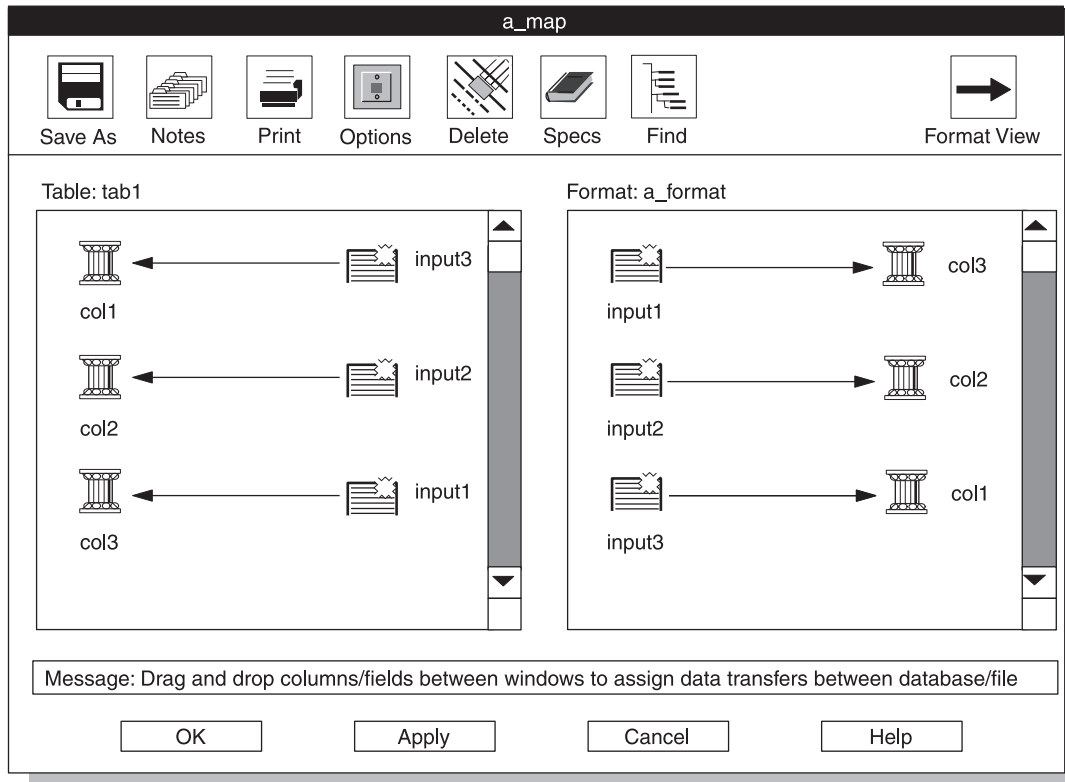 a_map
Save As Notes Print Options Delete Specs Find Format View
Table: tab1
input3
col1
input2
col2
input1
col3
Format: a_format
col3
input1
col2
input2
col1
input3
Message: Drag and drop columns/fields between windows to assign data transfers between database/file
OK Apply Cancel Help